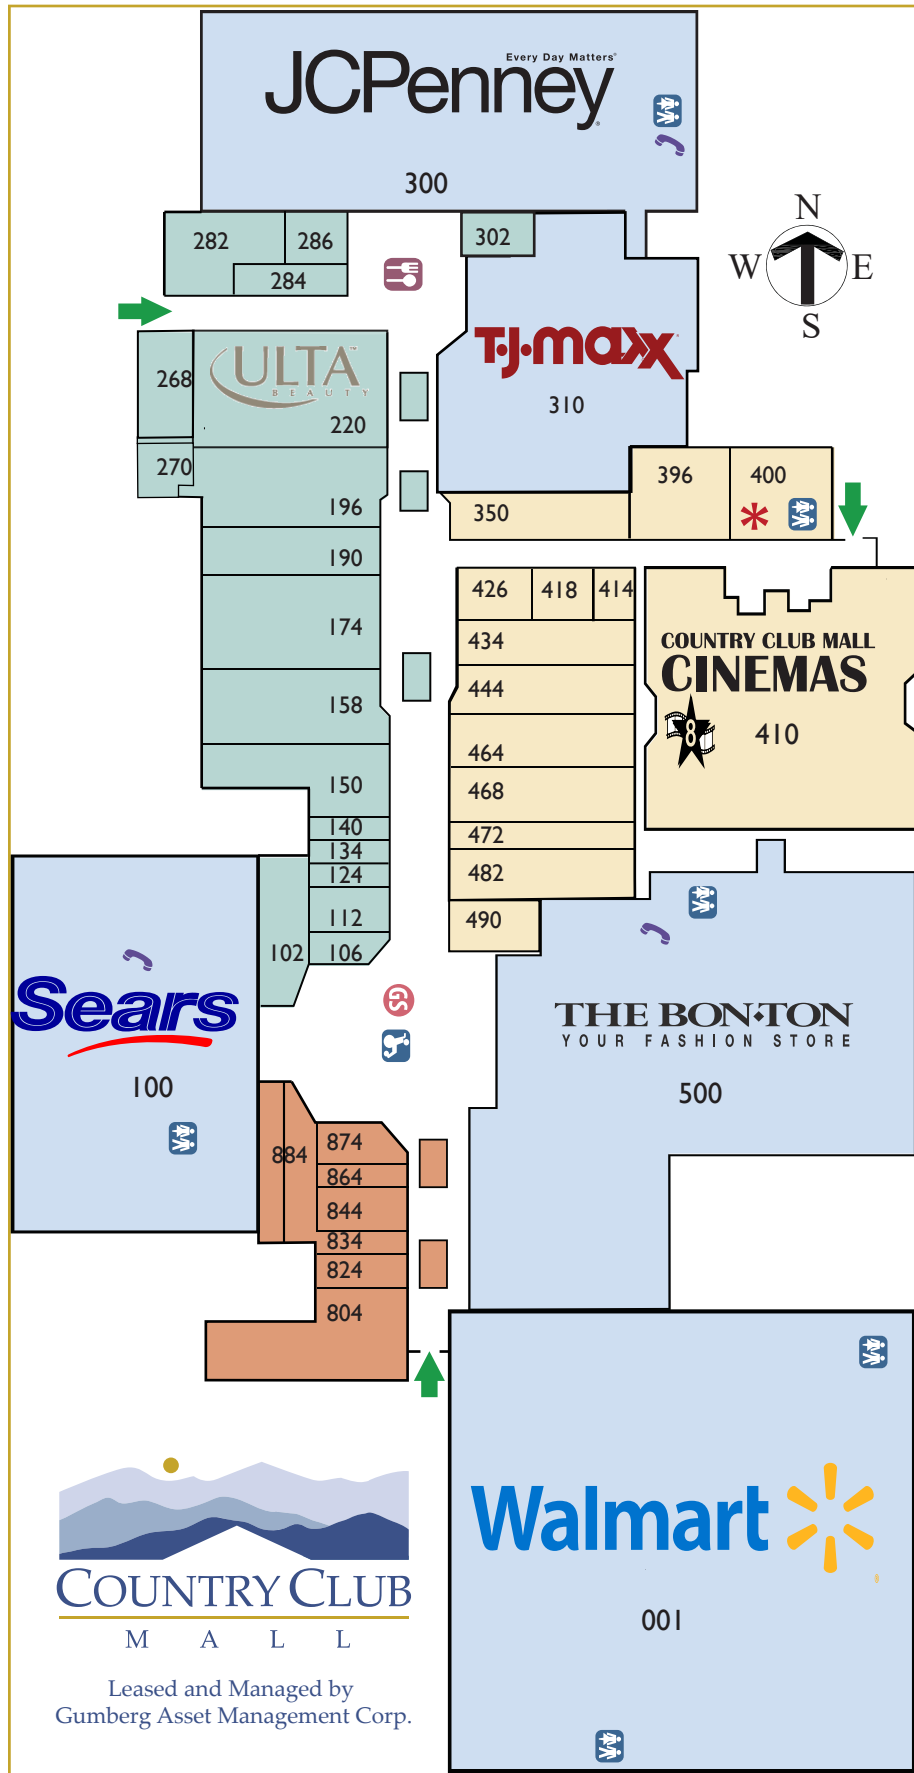 Every Day Matters®
JCPenney®
300
282
286
302
284
N
W
E
S
ULTA™
BEAUTY
220
268
T·J·maxx®
310
270
196
396
400
350
190
426
418
414
174
434
COUNTRY CLUB MALL
CINEMAS
8
410
444
158
464
150
468
140
472
134
124
482
112
490
102
106
Sears
GS
THE BON·TON
YOUR FASHION STORE
100
500
884
874
864
844
834
824
804
Walmart
001
COUNTRY CLUB
MALL
Leased and Managed by
Gumberg Asset Management Corp.